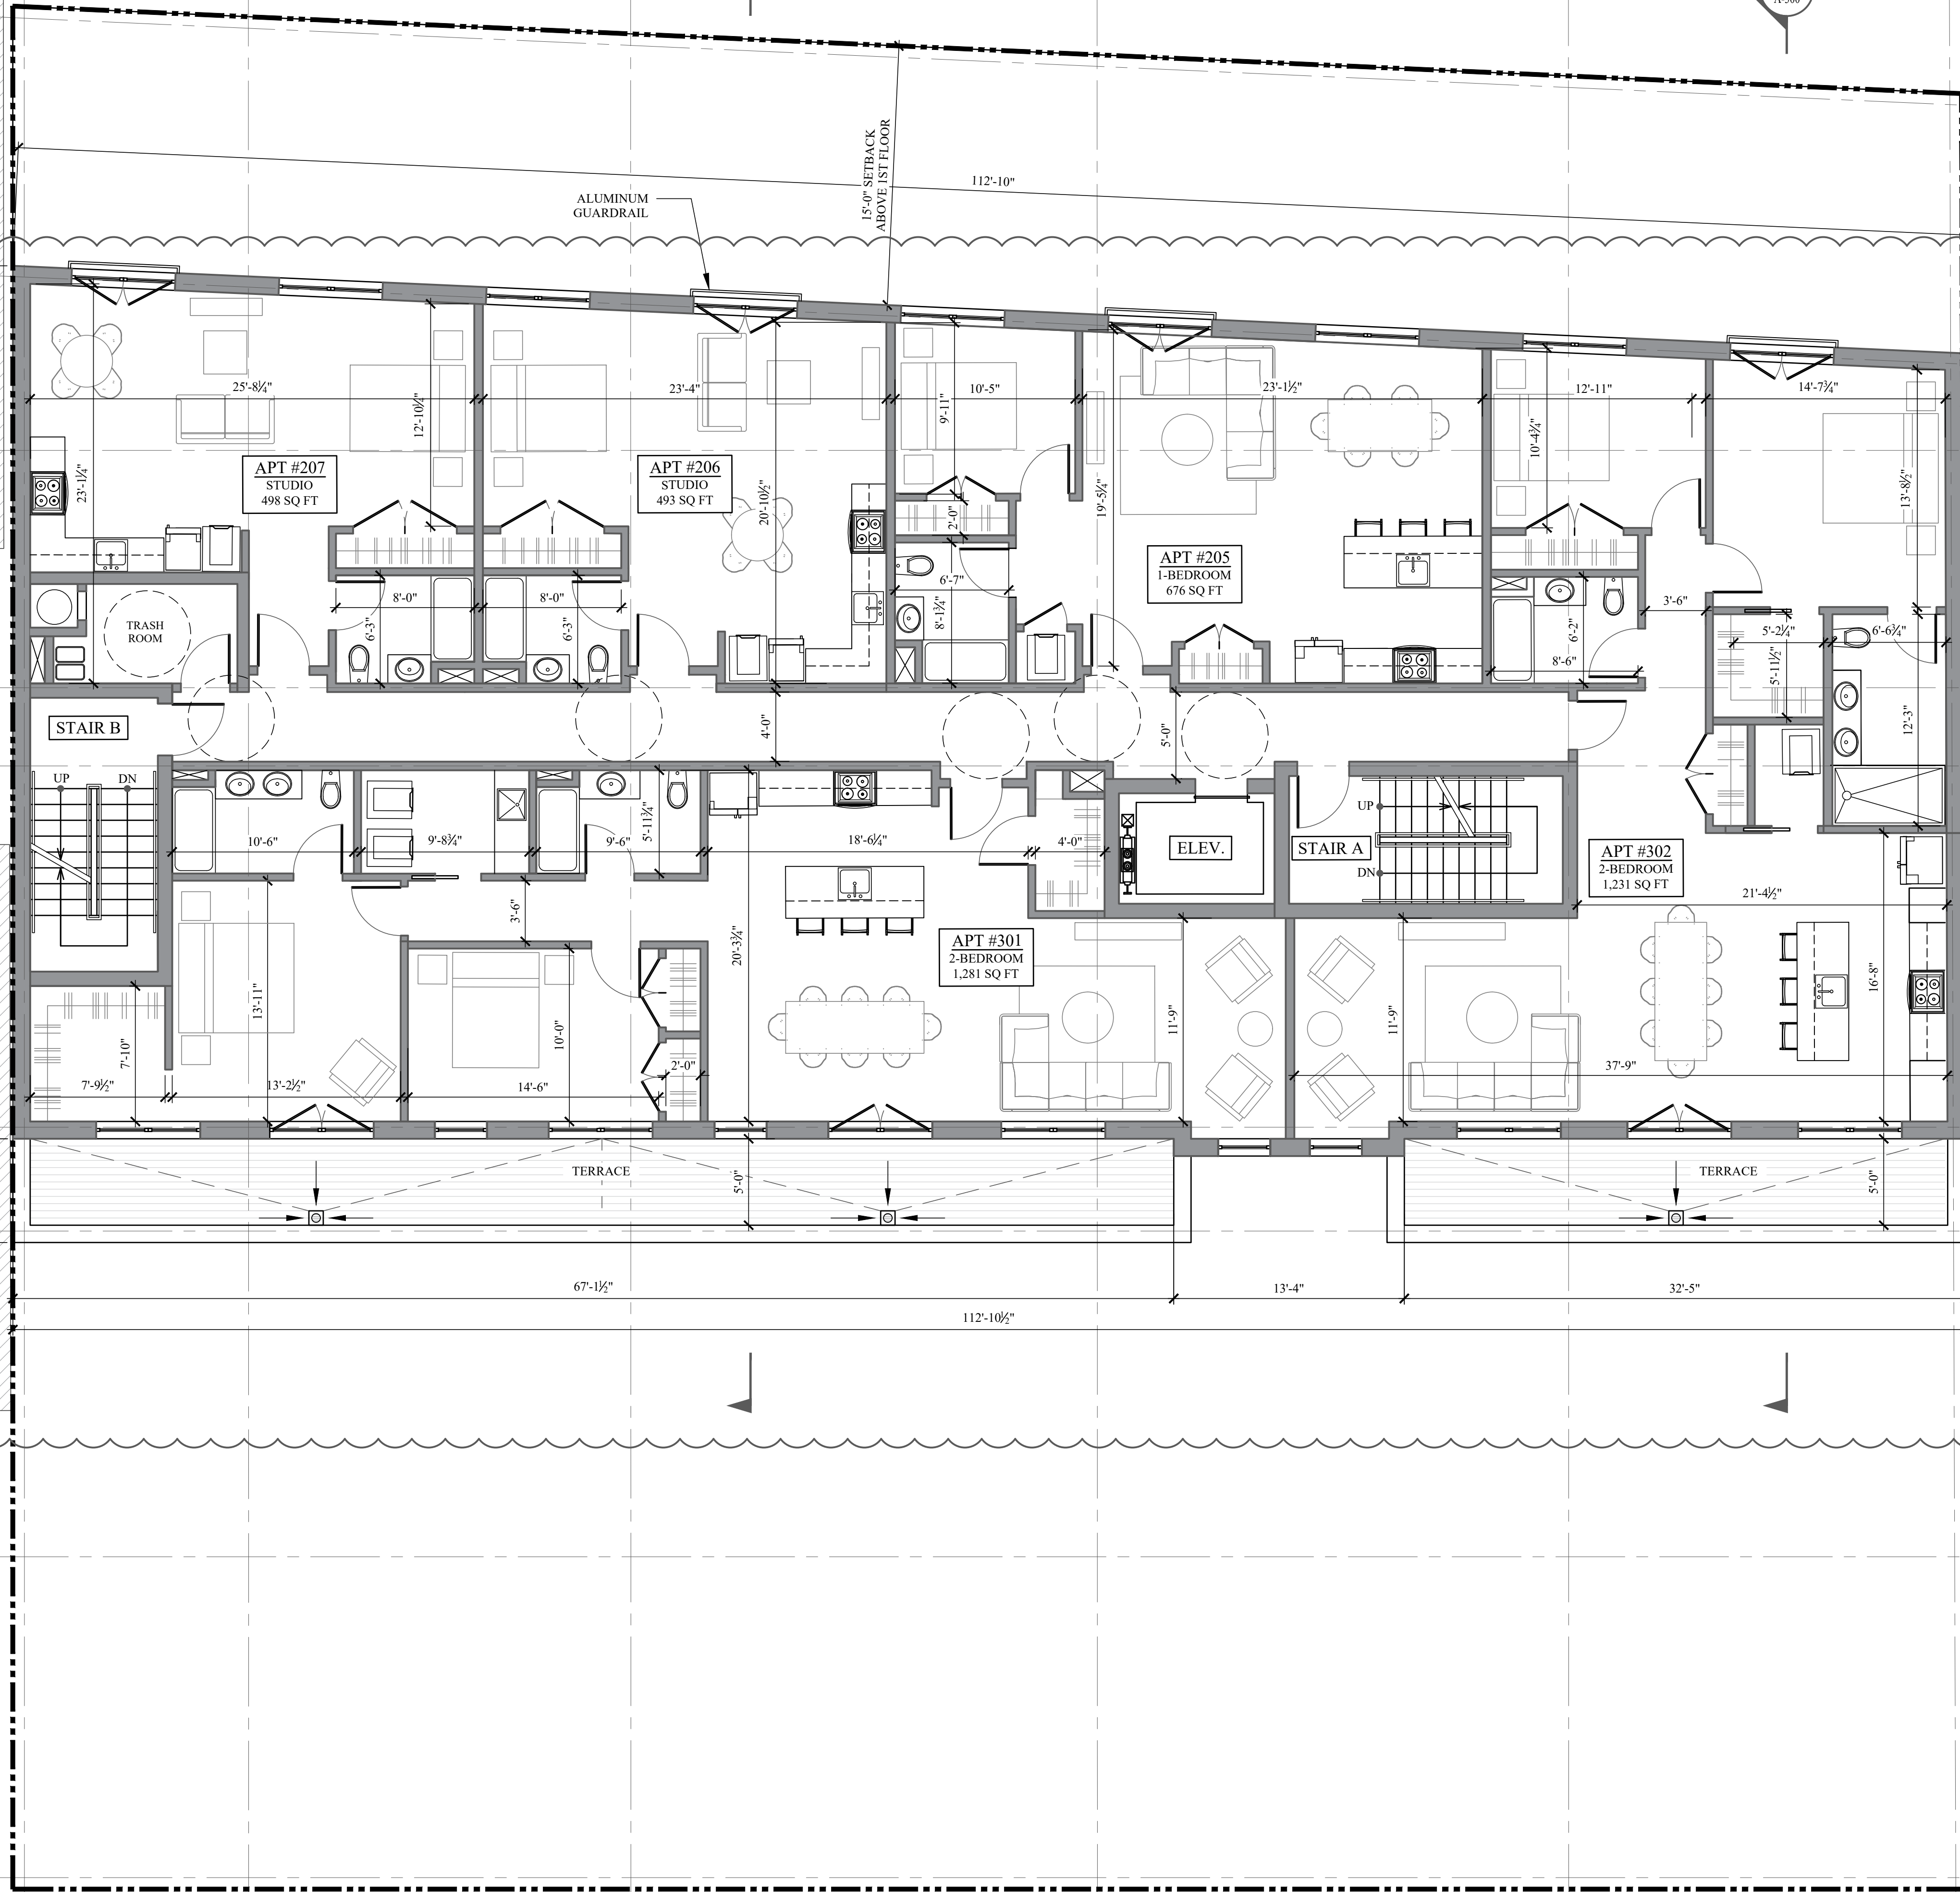 A-300
15'-0" SETBACK
ABOVE 1ST FLOOR
112'-10"
ALUMINUM
GUARDRAIL
25'-8¼"
23'-4"
10'-5"
23'-1½"
12'-11"
14'-7¾"
12'-10¼"
9'-11"
10'-4¾"
13'-8½"
23'-1¼"
20'-10½"
19'-5¼"
APT #207
STUDIO
498 SQ FT
APT #206
STUDIO
493 SQ FT
2'-0"
APT #205
1-BEDROOM
676 SQ FT
TRASH
ROOM
8'-0"
6'-3"
8'-0"
6'-3"
6'-7"
8'-1¾"
3'-6"
6'-2"
8'-6"
5'-2¼"
5'-11½"
6'-6¾"
12'-3"
STAIR B
4'-0"
5'-0"
UP
DN
10'-6"
9'-8¾"
9'-6"
5'-11¾"
18'-6¼"
4'-0"
ELEV.
STAIR A
UP
DN
APT #302
2-BEDROOM
1,231 SQ FT
21'-4½"
3'-6"
20'-3¾"
APT #301
2-BEDROOM
1,281 SQ FT
13'-11"
10'-0"
11'-9"
11'-9"
16'-8"
7'-10"
7'-9½"
13'-2½"
14'-6"
2'-0"
37'-9"
TERRACE
5'-0"
TERRACE
5'-0"
67'-1½"
13'-4"
32'-5"
112'-10½"